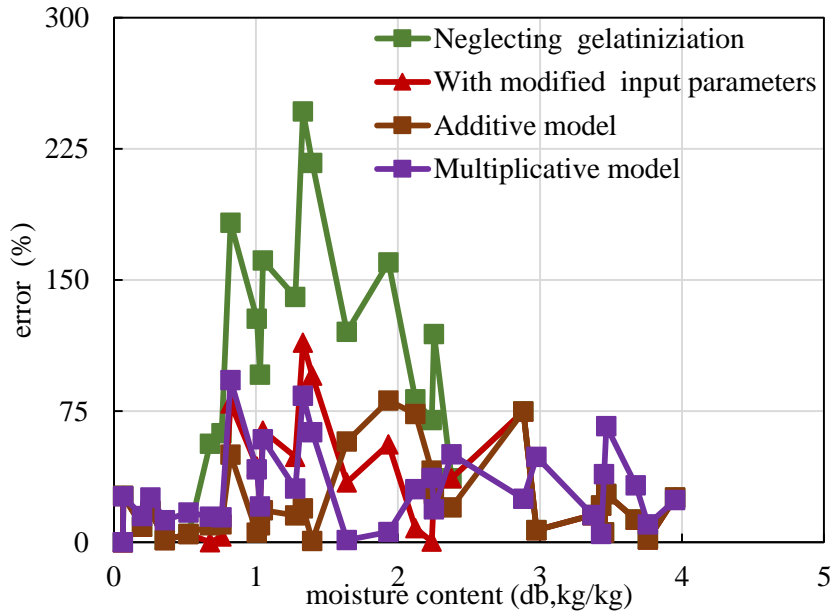 300
225
150
75
0
error (%)
Neglecting gelatiniziation
With modified input parameters
Additive model
Multiplicative model
0 1 2 3 4 5
moisture content (db,kg/kg)